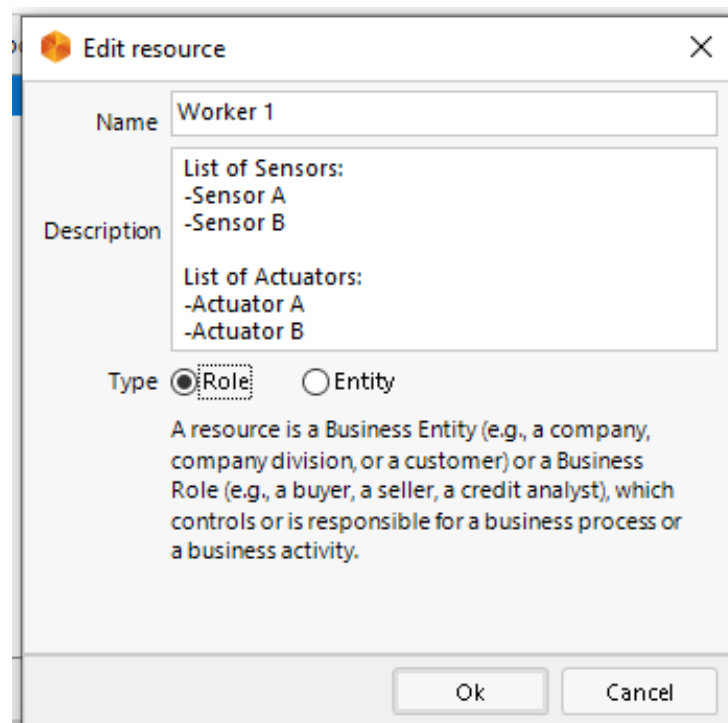 Edit resource
Name
Worker 1
Description
List of Sensors:
-Sensor A
-Sensor B
List of Actuators:
-Actuator A
-Actuator B
Type
Role
Entity
A resource is a Business Entity (e.g., a company,
company division, or a customer) or a Business
Role (e.g., a buyer, a seller, a credit analyst), which
controls or is responsible for a business process or
a business activity.
Ok
Cancel